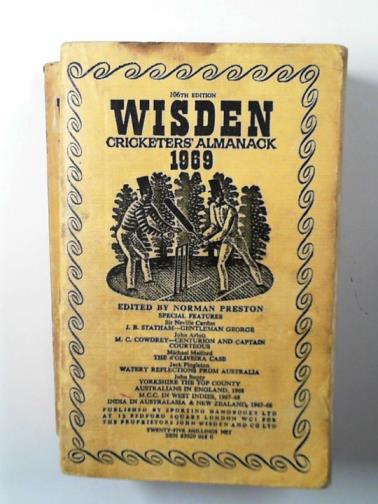 106TH EDITION
WISDEN
CRICKETERS' ALMANACK
1969
EDITED BY NORMAN PRESTON
SPECIAL FEATURES
Sir Neville Cardus
J. B. STATHAM—GENTLEMAN GEORGE
John Arlott
M. C. COWDREY—CENTURION AND CAPTAIN
COURTEOUS
Michael Melford
THE D'OLIVEIRA CASE
Jack Fingleton
WATERY REFLECTIONS FROM AUSTRALIA
John
YORKSHIRE THE TOP COUNTY
AUSTRALIANS IN ENGLAND, 1968
M.C.C. IN WEST INDIES, 1967-68
INDIA IN AUSTRALASIA & NEW ZEALAND, 1967-68
PUBLISHED BY SPORTING HANDBOOKS LTD
AT 13 BEDFORD SQUARE LONDON WC1 FOR
THE PROPRIETORS JOHN WISDEN AND CO LTD
TWENTY-FIVE SHILLINGS NET